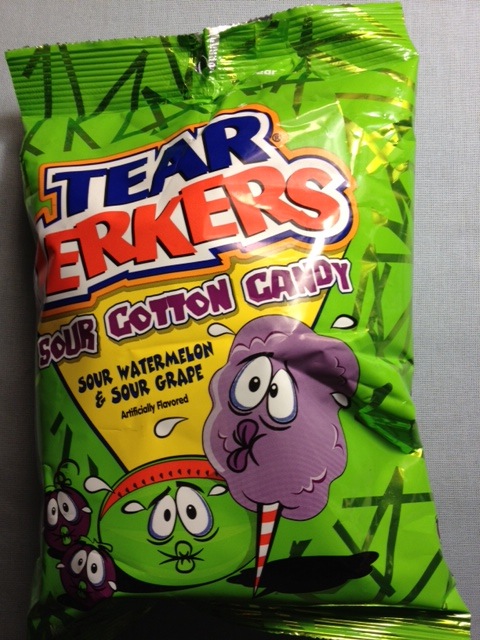 TEAR
JERKERS
SOUR COTTON CANDY
SOUR WATERMELON
& SOUR GRAPE
Artificially Flavored